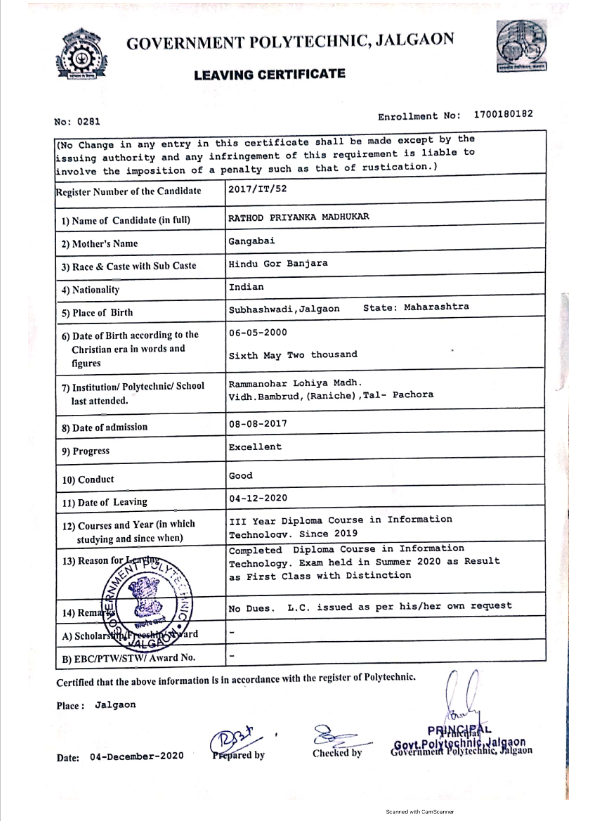 GOVERNMENT POLYTECHNIC, JALGAON
LEAVING CERTIFICATE
No: 0281
Enrollment No: 1700180182
(No Change in any entry in this certificate shall be made except by the
issuing authority and any infringement of this requirement is liable to
involve the imposition of a penalty such as that of rustication.)
Register Number of the Candidate 2017/IT/52
1) Name of Candidate (in full) RATHOD PRIYANKA MADHUKAR
2) Mother's Name Gangabai
3) Race & Caste with Sub Caste Hindu Gor Banjara
4) Nationality Indian
5) Place of Birth Subhashwadi,Jalgaon State: Maharashtra
6) Date of Birth according to the 06-05-2000
Christian era in words and
figures Sixth May Two thousand
7) Institution/ Polytechnic/ School Rammanohar Lohiya Madh.
last attended. Vidh.Bambrud,(Raniche),Tal- Pachora
8) Date of admission 08-08-2017
9) Progress Excellent
10) Conduct Good
11) Date of Leaving 04-12-2020
12) Courses and Year (in which III Year Diploma Course in Information
studying and since when) Technology. Since 2019
13) Reason for Leaving Completed Diploma Course in Information
Technology. Exam held in Summer 2020 as Result
as First Class with Distinction
14) Remarks No Dues. L.C. issued as per his/her own request
A) Scholarship/Freeship/Award -
B) EBC/PTW/STW/ Award No. -
GOVERNMENT POLYTECHNIC
JALGAON
Certified that the above information is in accordance with the register of Polytechnic.
Place : Jalgaon
PRINCIPAL
Principal
Govt.Polytechnic,Jalgaon
Government Polytechnic, Jalgaon
Date: 04-December-2020 Prepared by Checked by
Scanned with CamScanner